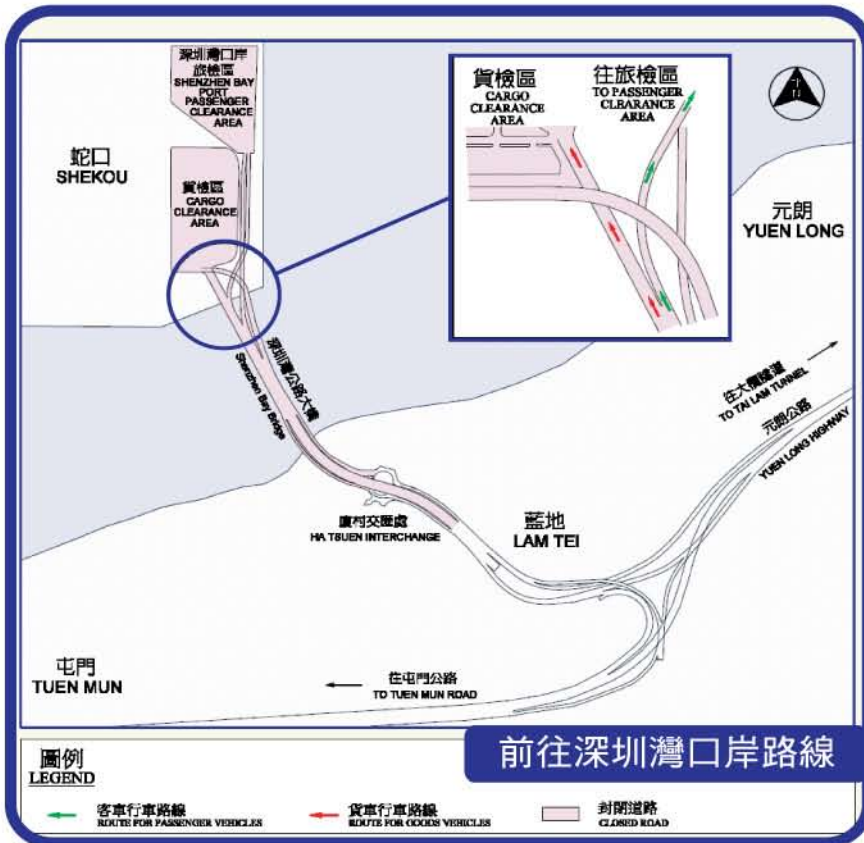 深圳灣口岸
旅檢區
SHENZHEN BAY
PORT
PASSENGER
CLEARANCE
AREA
蛇口
SHEKOU
貨檢區
CARGO
CLEARANCE
AREA
貨檢區
CARGO
CLEARANCE
AREA
往旅檢區
TO PASSENGER
CLEARANCE
AREA
北
元朗
YUEN LONG
深圳灣公路大橋
Shenzhen Bay Bridge
往大欖隧道
TO TAI LAM TUNNEL
元朗公路
YUEN LONG HIGHWAY
廈村交匯處
HA TSUEN INTERCHANGE
藍地
LAM TEI
屯門
TUEN MUN
往屯門公路
TO TUEN MUN ROAD
前往深圳灣口岸路線
圖例
LEGEND
客車行車路線
ROUTE FOR PASSENGER VEHICLES
貨車行車路線
ROUTE FOR GOODS VEHICLES
封閉道路
CLOSED ROAD